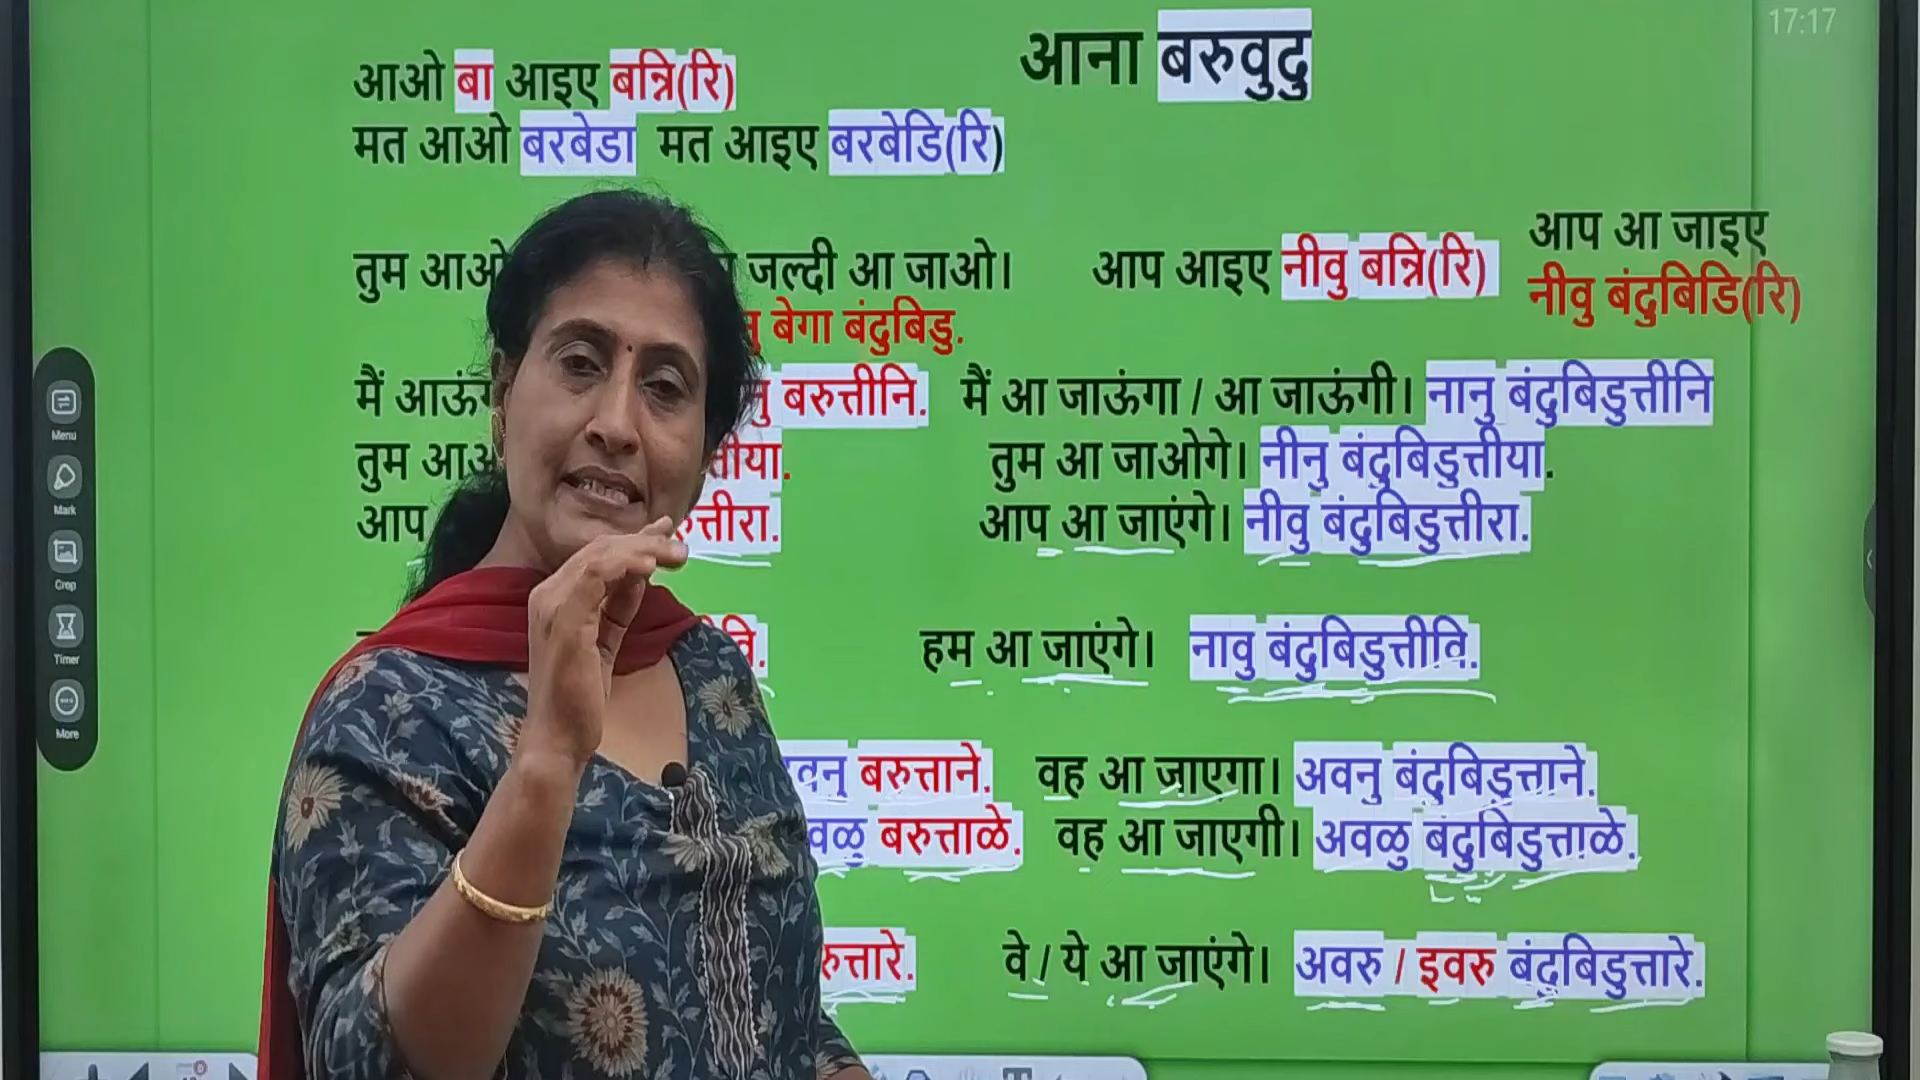 17:17
आना बरुवुदु
आओ बा आइए बन्नि(रि)
मत आओ बरबेडा मत आइए बरबेडि(रि)
आप आ जाइए
तुम आओ जल्दी आ जाओ। आप आइए नीवु बन्नि(रि)
नीवु बंदुबिडि(रि)
बेगा बंदुबिडु.
मैं बरुत्तीनि. मैं आ जाऊंगा / आ जाऊंगी। नानु बंदुबिडुत्तीनि
तुम तुम आ जाओगे। नीनु बंदुबिडुत्तीया.
आप आप आ जाएंगे। नीवु बंदुबिडुत्तीरा.
हम आ जाएंगे। नावु बंदुबिडुत्तीवि.
बरुत्ताने. वह आ जाएगा। अवनु बंदुबिडुत्ताने.
बरुत्ताळे. वह आ जाएगी। अवळु बंदुबिडुत्ताळे.
वे / ये आ जाएंगे। अवरु / इवरु बंदुबिडुत्तारे.
Menu
Mark
Crop
Timer
More